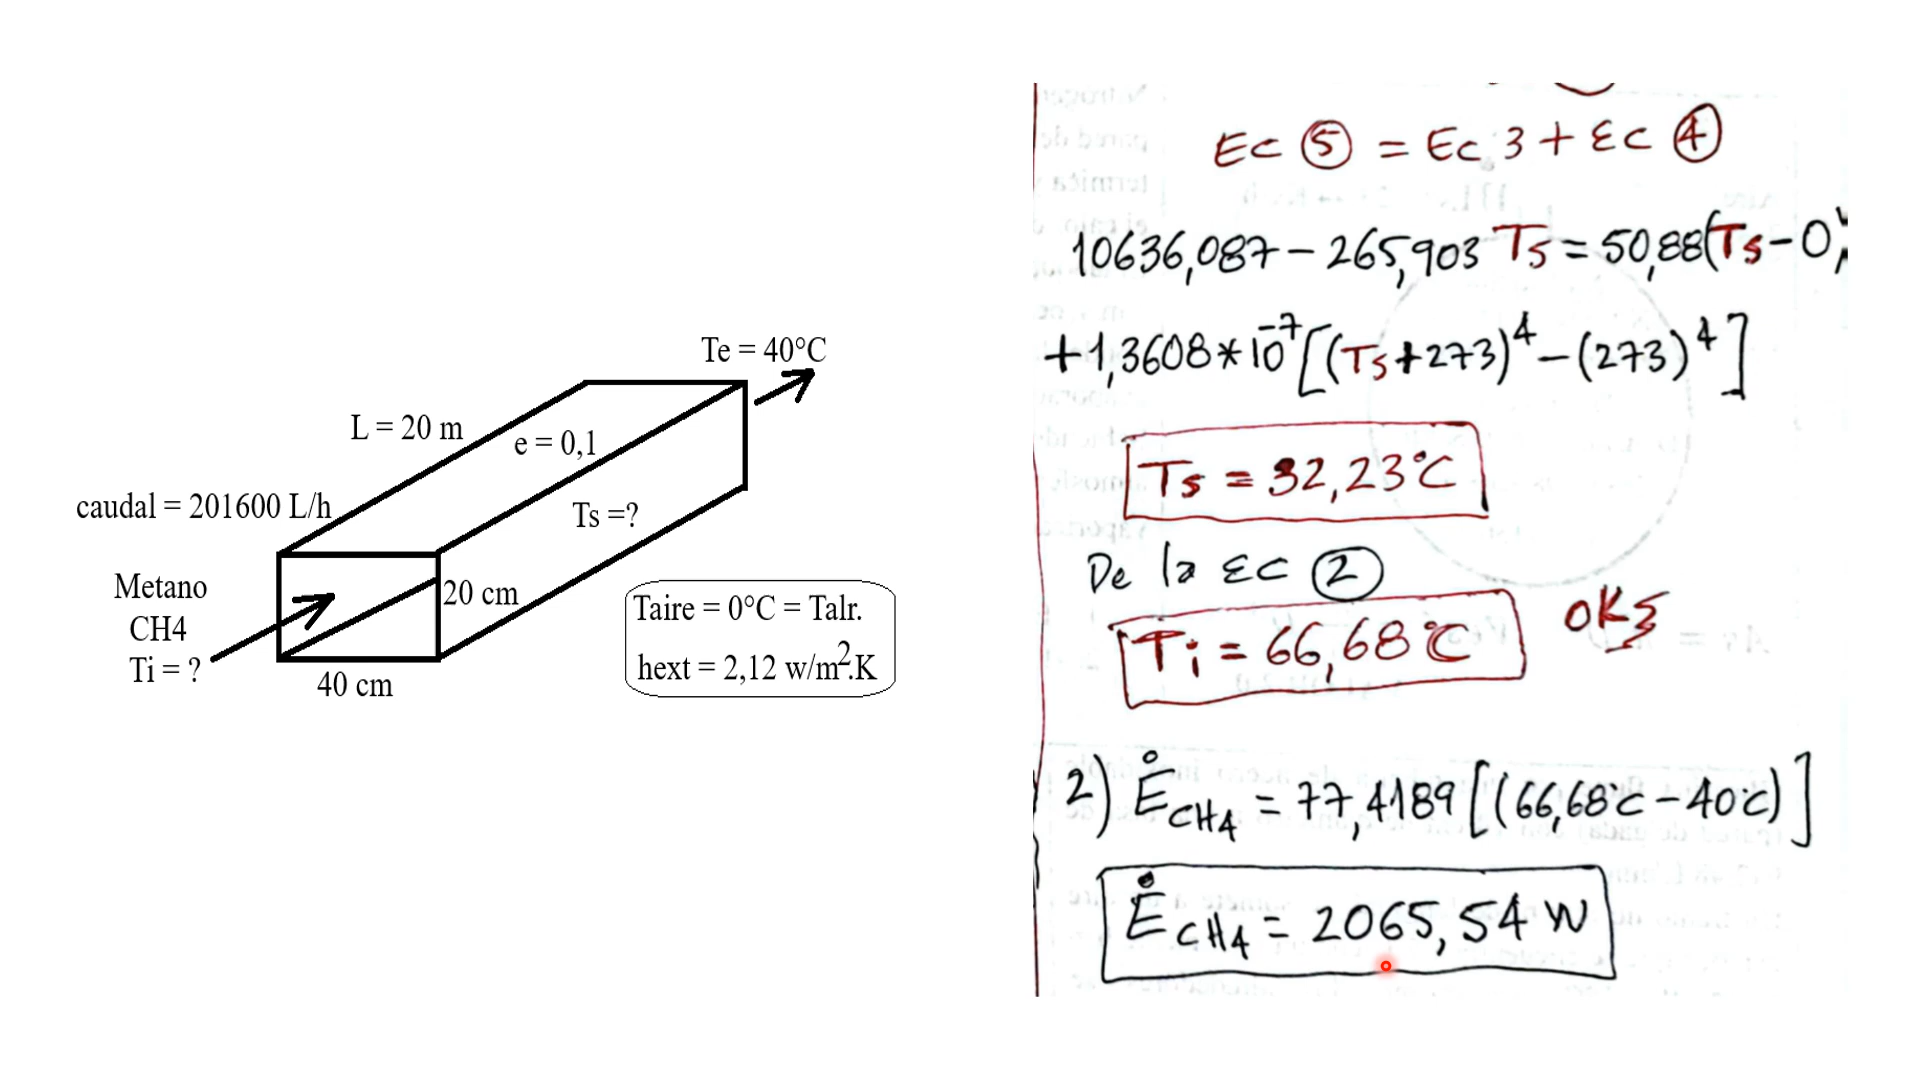 Te = 40°C
L = 20 m
e = 0,1
caudal = 201600 L/h
Ts =?
Metano
CH4
Ti = ?
20 cm
40 cm
Taire = 0°C = Talr.
hext = 2,12 w/m².K
Ec ⑤ = Ec 3 + Ec ④
10636,087 - 265,903 Ts = 50,88(Ts - 0)
+ 1,3608 * 10⁻⁷ [(Ts + 273)⁴ - (273)⁴]
Ts = 32,23°C
De la Ec ②
Ti = 66,68°C
OK
2) ĖCH4 = 77,4189 [(66,68°C - 40°C)]
ĖCH4 = 2065,54 W